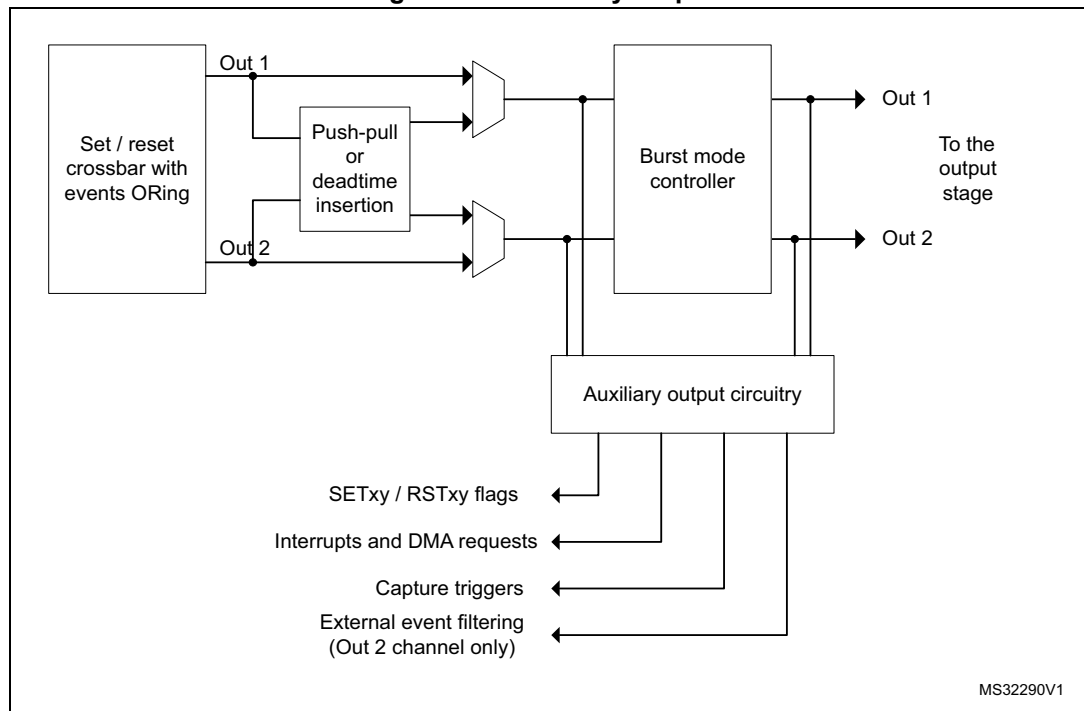 Out 1
Set / reset
crossbar with
events ORing
Out 2
Push-pull
or
deadtime
insertion
Burst mode
controller
Out 1
To the
output
stage
Out 2
Auxiliary output circuitry
SETxy / RSTxy flags
Interrupts and DMA requests
Capture triggers
External event filtering
(Out 2 channel only)
MS32290V1